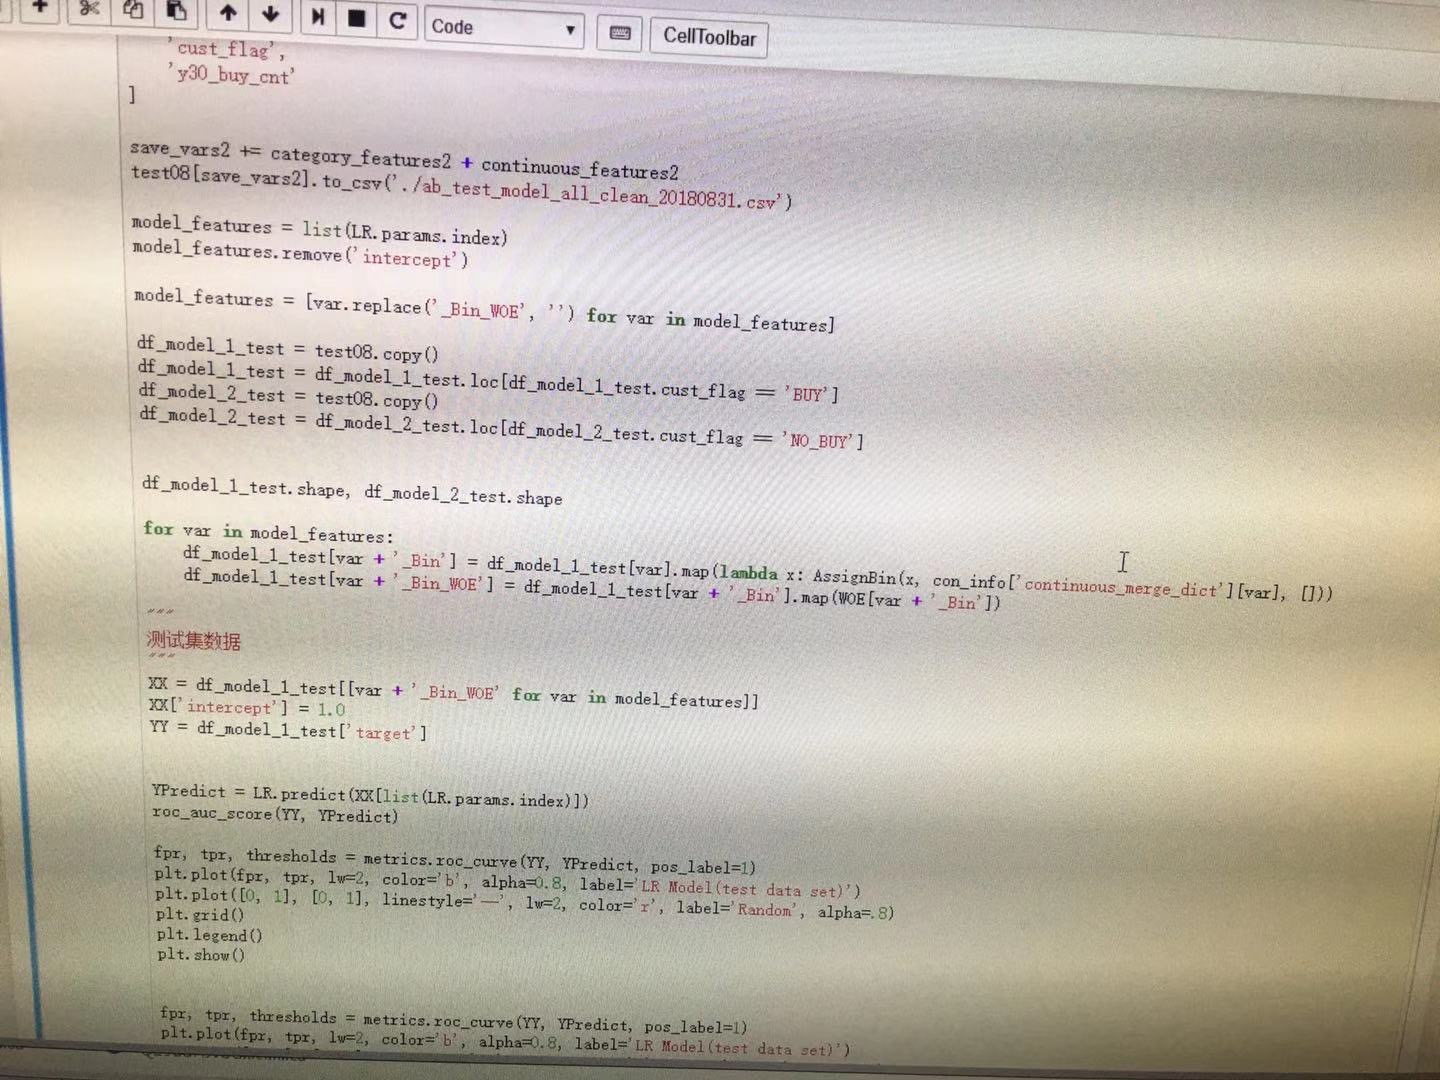 Code
CellToolbar
'cust_flag',
'y30_buy_cnt'
]
save_vars2 += category_features2 + continuous_features2
test08[save_vars2].to_csv('./ab_test_model_all_clean_20180831.csv')
model_features = list(LR.params.index)
model_features.remove('intercept')
model_features = [var.replace('_Bin_WOE', '') for var in model_features]
df_model_1_test = test08.copy()
df_model_1_test = df_model_1_test.loc[df_model_1_test.cust_flag == 'BUY']
df_model_2_test = test08.copy()
df_model_2_test = df_model_2_test.loc[df_model_2_test.cust_flag == 'NO_BUY']
df_model_1_test.shape, df_model_2_test.shape
for var in model_features:
df_model_1_test[var + '_Bin'] = df_model_1_test[var].map(lambda x: AssignBin(x, con_info['continuous_merge_dict'][var], []))
df_model_1_test[var + '_Bin_WOE'] = df_model_1_test[var + '_Bin'].map(WOE[var + '_Bin'])
"""
测试集数据
"""
XX = df_model_1_test[[var + '_Bin_WOE' for var in model_features]]
XX['intercept'] = 1.0
YY = df_model_1_test['target']
YPredict = LR.predict(XX[list(LR.params.index)])
roc_auc_score(YY, YPredict)
fpr, tpr, thresholds = metrics.roc_curve(YY, YPredict, pos_label=1)
plt.plot(fpr, tpr, lw=2, color='b', alpha=0.8, label='LR Model(test data set)')
plt.plot([0, 1], [0, 1], linestyle='--', lw=2, color='r', label='Random', alpha=.8)
plt.grid()
plt.legend()
plt.show()
fpr, tpr, thresholds = metrics.roc_curve(YY, YPredict, pos_label=1)
plt.plot(fpr, tpr, lw=2, color='b', alpha=0.8, label='LR Model(test data set)')